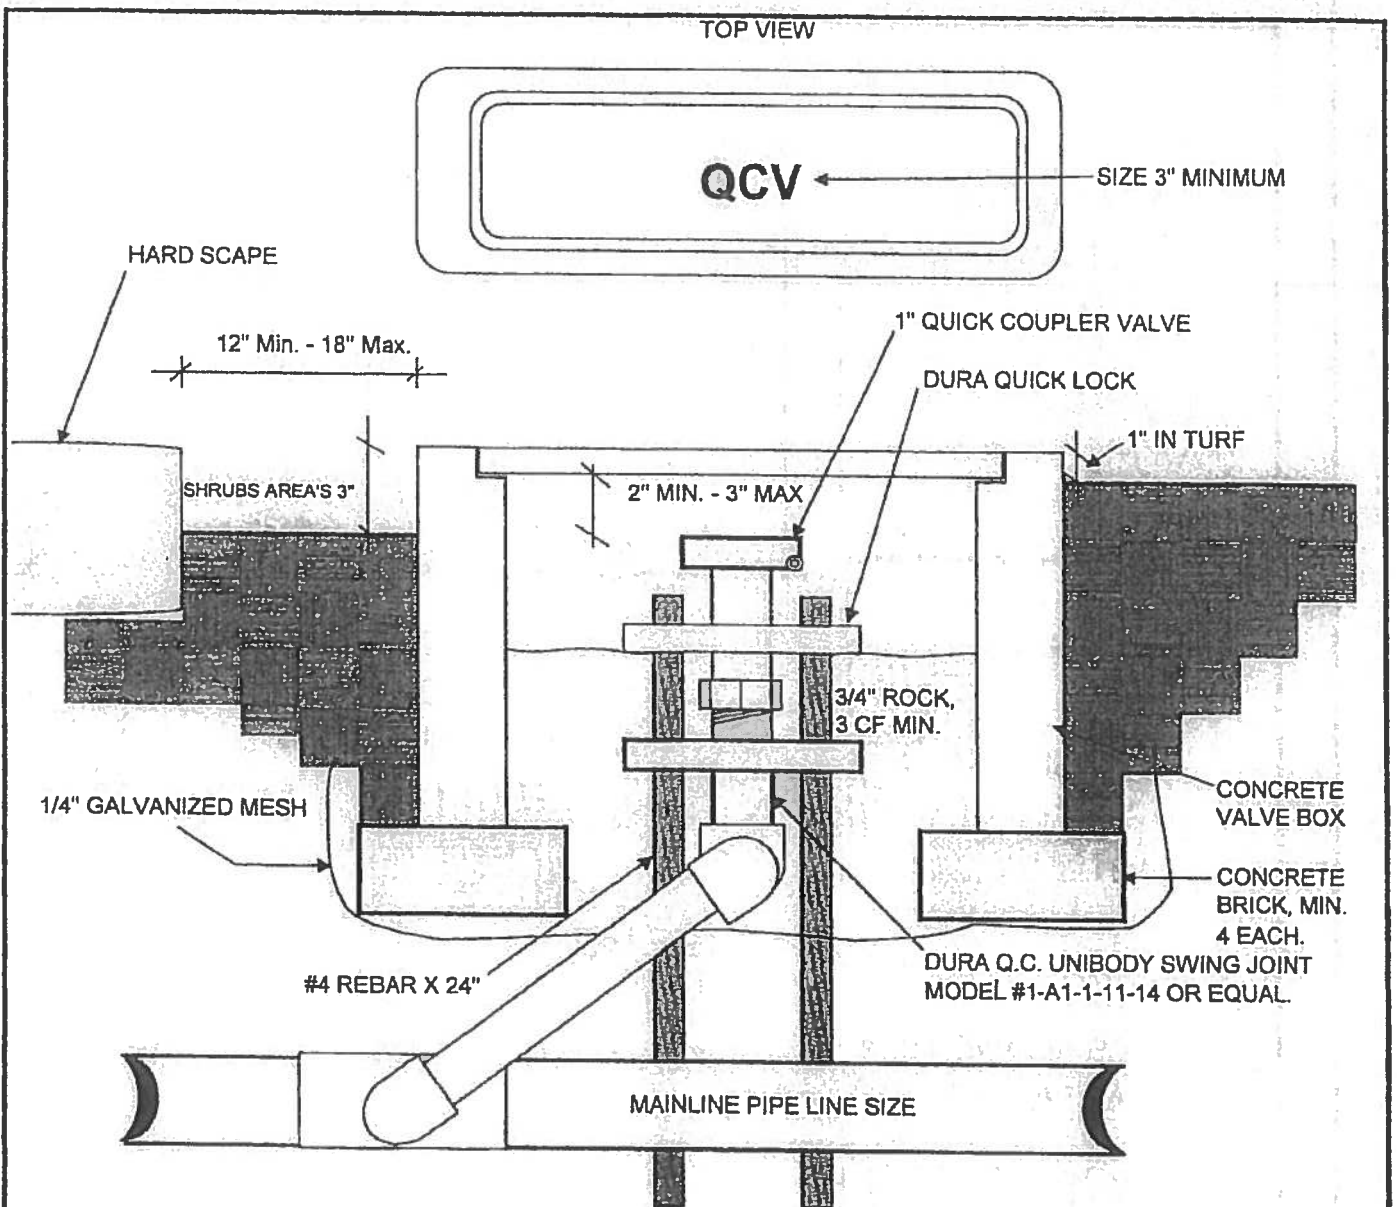 TOP VIEW
QCV
SIZE 3" MINIMUM
HARD SCAPE
12" Min. - 18" Max.
1" QUICK COUPLER VALVE
DURA QUICK LOCK
1" IN TURF
SHRUBS AREA'S 3"
2" MIN. - 3" MAX
3/4" ROCK,
3 CF MIN.
1/4" GALVANIZED MESH
CONCRETE
VALVE BOX
CONCRETE
BRICK, MIN.
4 EACH.
#4 REBAR X 24"
DURA Q.C. UNIBODY SWING JOINT
MODEL #1-A1-1-11-14 OR EQUAL.
MAINLINE PIPE LINE SIZE